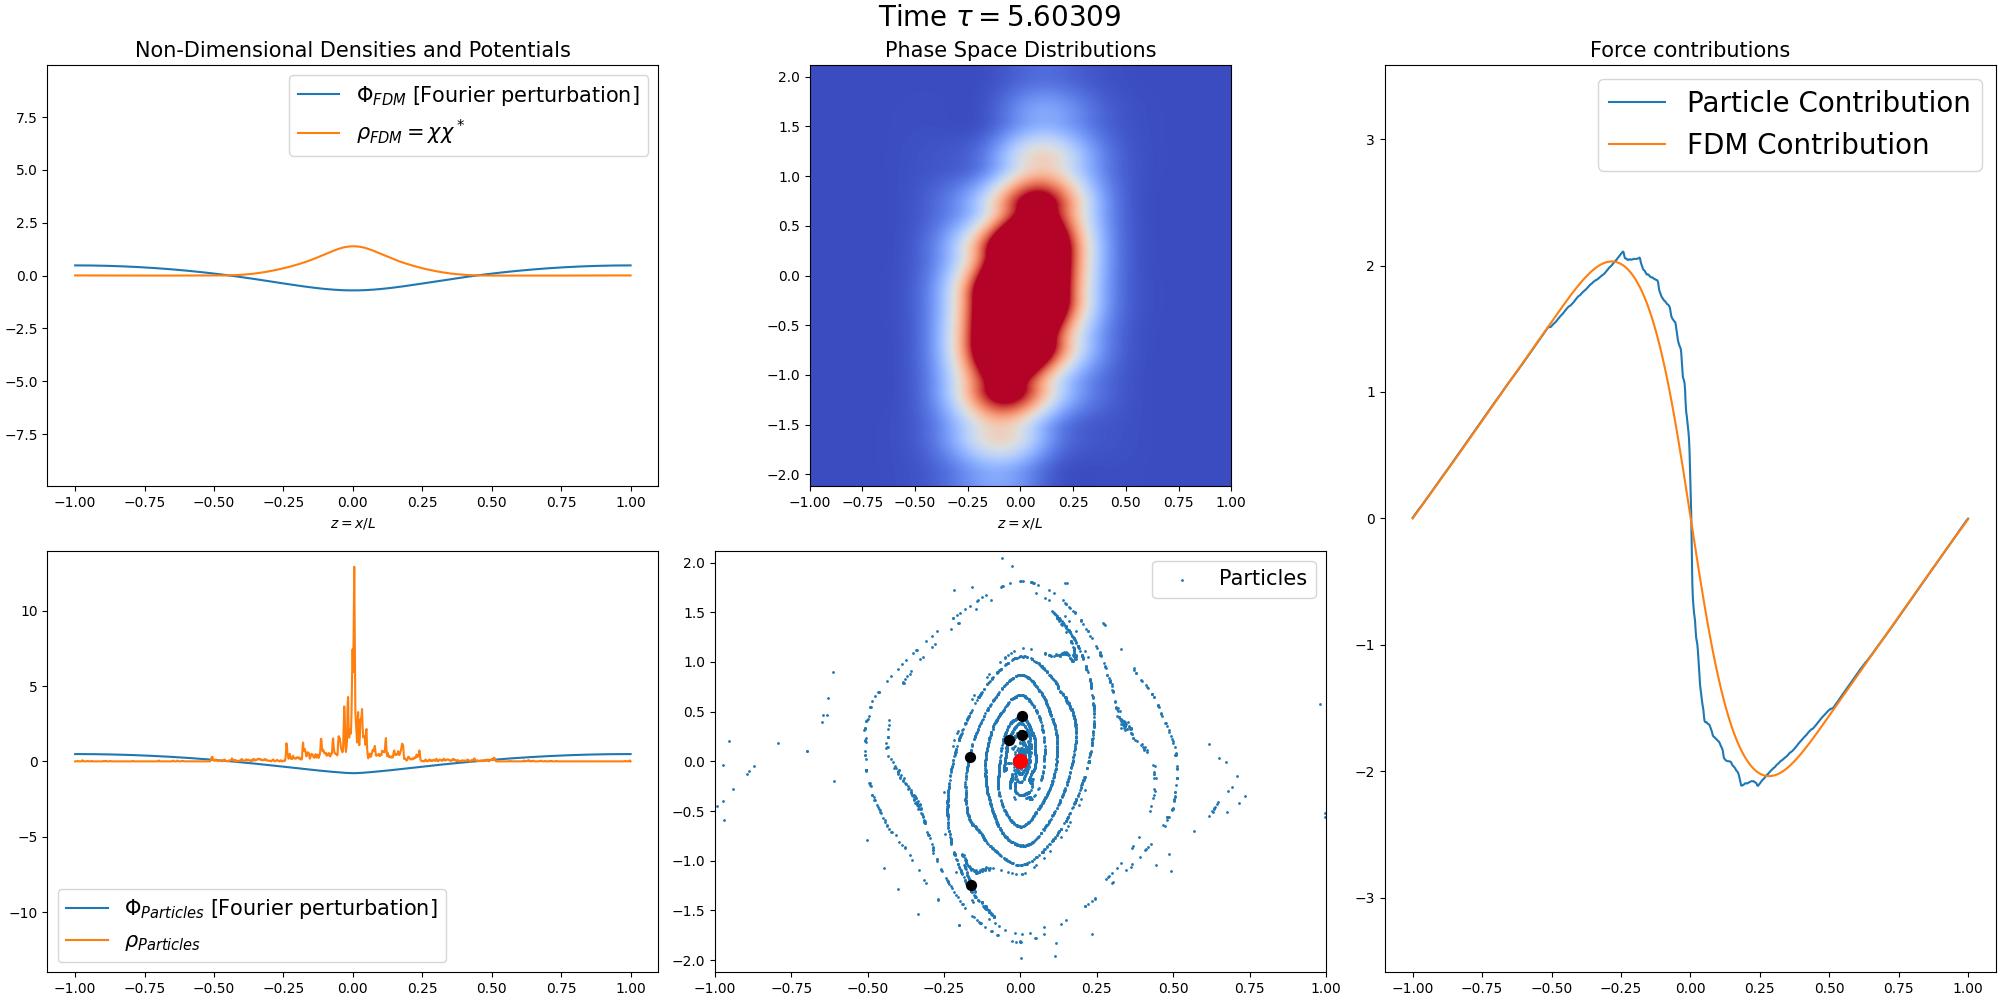 Time τ = 5.60309
Non-Dimensional Densities and Potentials
Φ_FDM [Fourier perturbation]
ρ_FDM = χχ*
7.5
5.0
2.5
0.0
−2.5
−5.0
−7.5
−1.00 −0.75 −0.50 −0.25 0.00 0.25 0.50 0.75 1.00
z = x/L
Phase Space Distributions
2.0
1.5
1.0
0.5
0.0
−0.5
−1.0
−1.5
−2.0
−1.00 −0.75 −0.50 −0.25 0.00 0.25 0.50 0.75 1.00
z = x/L
Force contributions
Particle Contribution
FDM Contribution
3
2
1
0
−1
−2
−3
−1.00 −0.75 −0.50 −0.25 0.00 0.25 0.50 0.75 1.00
10
5
0
−5
−10
Φ_Particles [Fourier perturbation]
ρ_Particles
−1.00 −0.75 −0.50 −0.25 0.00 0.25 0.50 0.75 1.00
Particles
2.0
1.5
1.0
0.5
0.0
−0.5
−1.0
−1.5
−2.0
−1.00 −0.75 −0.50 −0.25 0.00 0.25 0.50 0.75 1.00